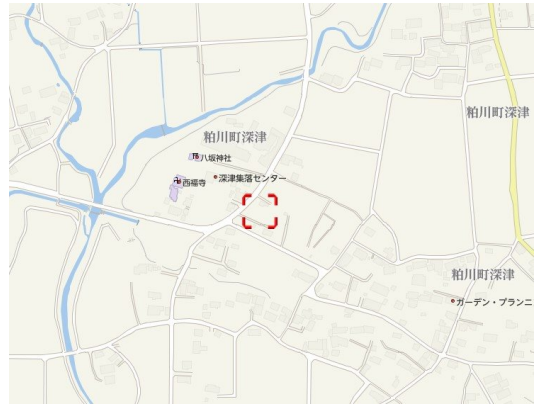 粕川町深津
粕川町深津
八坂神社
深津集落センター
西福寺
粕川町深津
ガーデン・プランニ